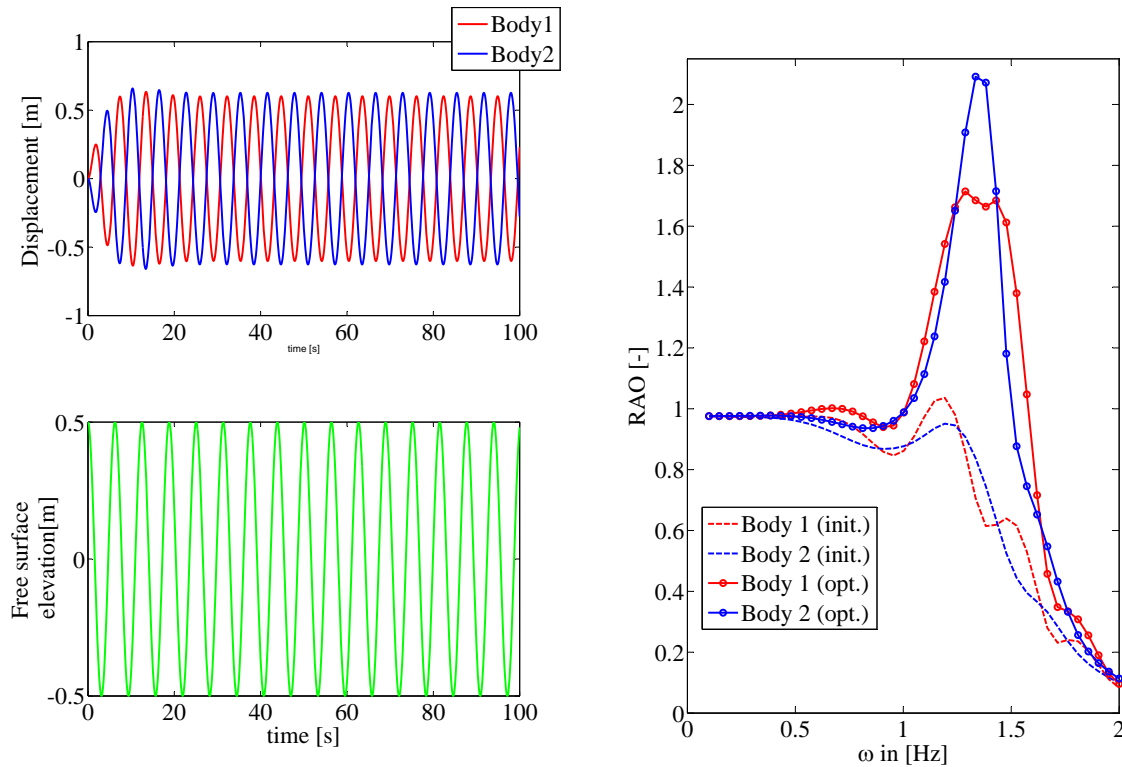 Body1
Body2
1
0.5
0
-0.5
-1
Displacement [m]
0 20 40 60 80 100
time [s]
0.5
0
-0.5
Free surface
elevation[m]
0 20 40 60 80 100
time [s]
2
1.8
1.6
1.4
1.2
1
0.8
0.6
0.4
0.2
0
RAO [-]
Body 1 (init.)
Body 2 (init.)
Body 1 (opt.)
Body 2 (opt.)
0 0.5 1 1.5 2
ω in [Hz]